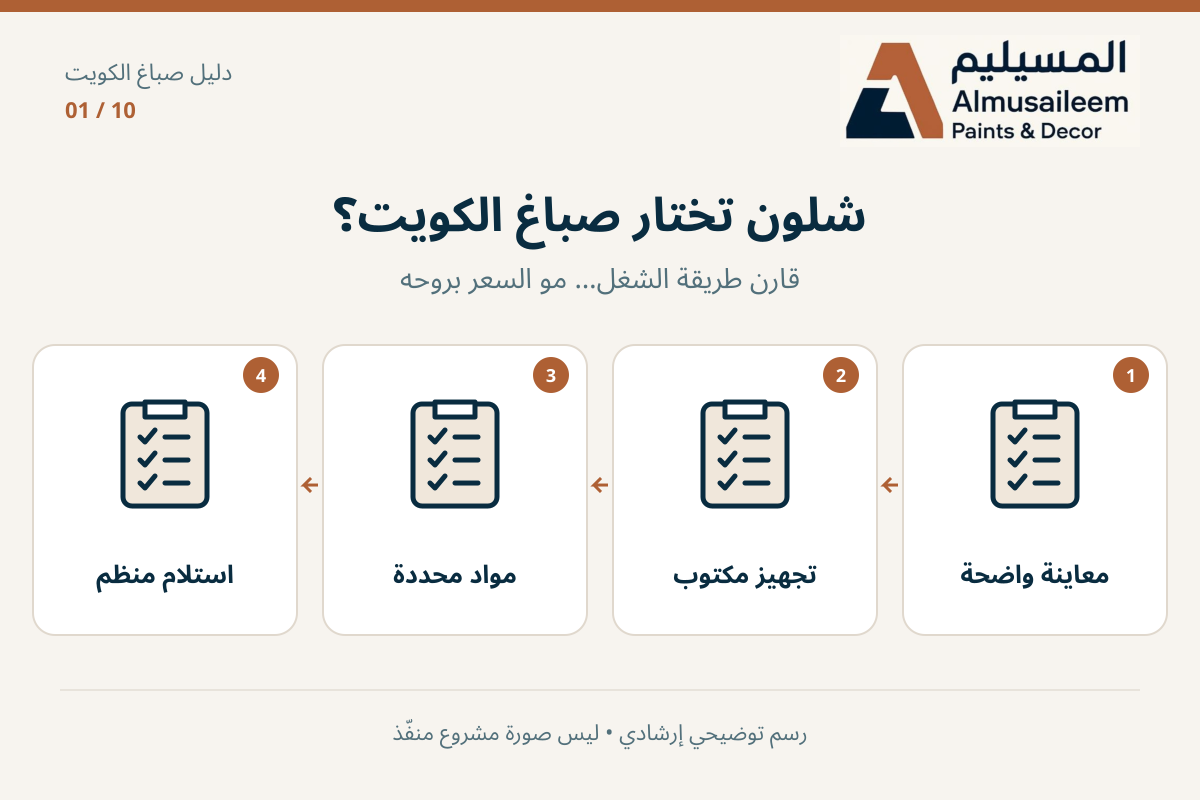 المسيليم
Almusaileem
Paints & Decor
دليل صباغ الكويت
01 / 10
شلون تختار صباغ الكويت؟
قارن طريقة الشغل... مو السعر بروحه
1
معاينة واضحة
2
تجهيز مكتوب
3
مواد محددة
4
استلام منظم
رسم توضيحي إرشادي • ليس صورة مشروع منفّذ